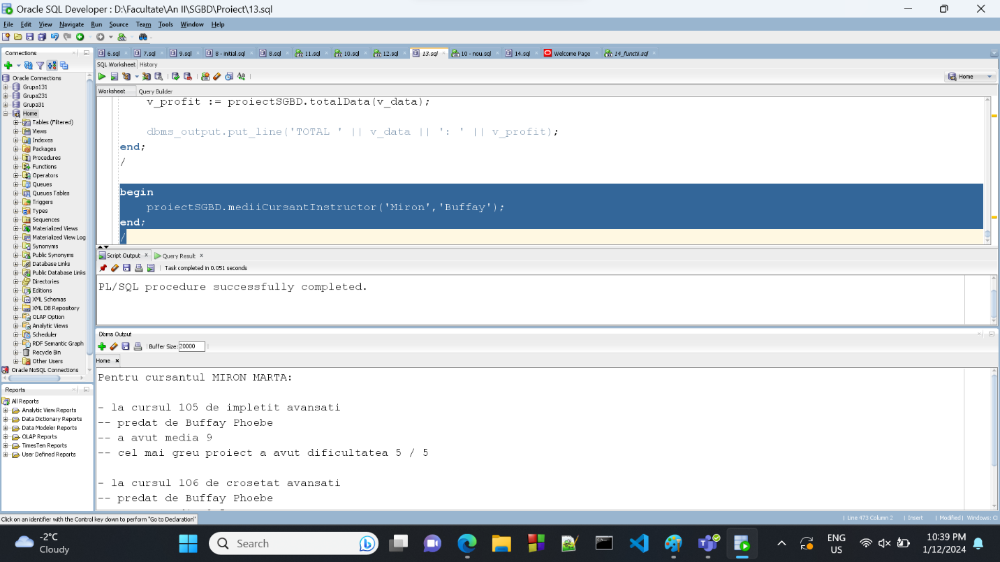 Oracle SQL Developer : D:\Facultate\An II\SGBD\Proiect\13.sql
File Edit View Navigate Run Source Team Tools Window Help
Connections
6.sql 7.sql 9.sql 8 - initial.sql 8.sql 11.sql 10.sql 12.sql 13.sql 10 - nou.sql 14.sql Welcome Page 14_functii.sql
SQL Worksheet History
Home
Worksheet Query Builder
Oracle Connections
Grupa131
Grupa231
Grupa31
Home
Tables (Filtered)
Views
Indexes
Packages
Procedures
Functions
Operators
Queues
Queues Tables
Triggers
Types
Sequences
Materialized Views
Materialized View Log
Synonyms
Public Synonyms
Database Links
Public Database Links
Directories
Editions
XML Schemas
XML DB Repository
OLAP Option
Analytic Views
Scheduler
RDF Semantic Graph
Recycle Bin
Other Users
Oracle NoSQL Connections
v_profit := proiectSGBD.totalData(v_data);
dbms_output.put_line('TOTAL ' || v_data || ': ' || v_profit);
end;
/
begin
proiectSGBD.mediiCursantInstructor('Miron','Buffay');
end;
/
Script Output Query Result
Task completed in 0.051 seconds
PL/SQL procedure successfully completed.
Dbms Output
Buffer Size: 20000
Home
Pentru cursantul MIRON MARTA:
- la cursul 105 de impletit avansati
-- predat de Buffay Phoebe
-- a avut media 9
-- cel mai greu proiect a avut dificultatea 5 / 5
- la cursul 106 de crosetat avansati
-- predat de Buffay Phoebe
Reports
All Reports
Analytic View Reports
Data Dictionary Reports
Data Modeler Reports
OLAP Reports
TimesTen Reports
User Defined Reports
Click on an identifier with the Control key down to perform "Go to Declaration"
Line 473 Column 2 | Insert | Modified | Windows: C
-2°C
Cloudy
Search
ENG
US
10:39 PM
1/12/2024